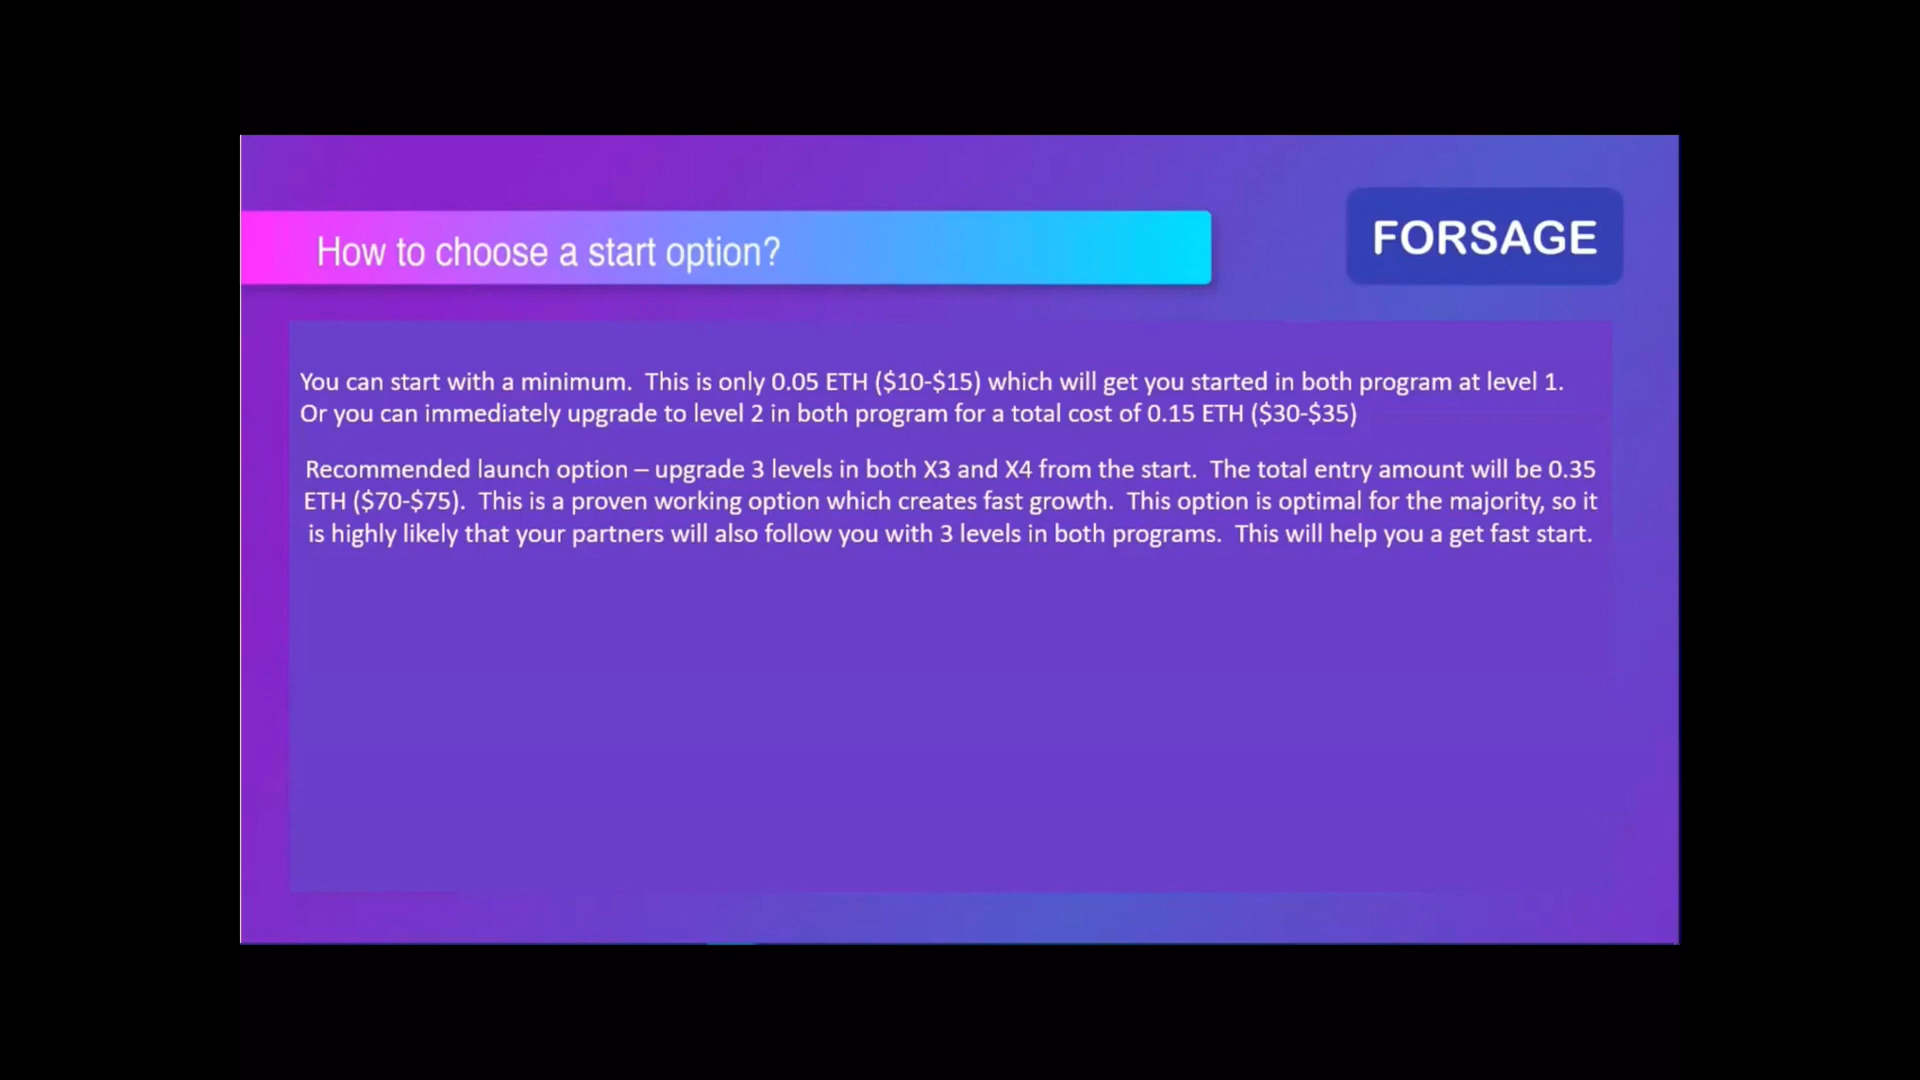 How to choose a start option?
FORSAGE
You can start with a minimum.  This is only 0.05 ETH ($10-$15) which will get you started in both program at level 1.
Or you can immediately upgrade to level 2 in both program for a total cost of 0.15 ETH ($30-$35)
Recommended launch option – upgrade 3 levels in both X3 and X4 from the start.  The total entry amount will be 0.35
ETH ($70-$75).  This is a proven working option which creates fast growth.  This option is optimal for the majority, so it
is highly likely that your partners will also follow you with 3 levels in both programs.  This will help you a get fast start.